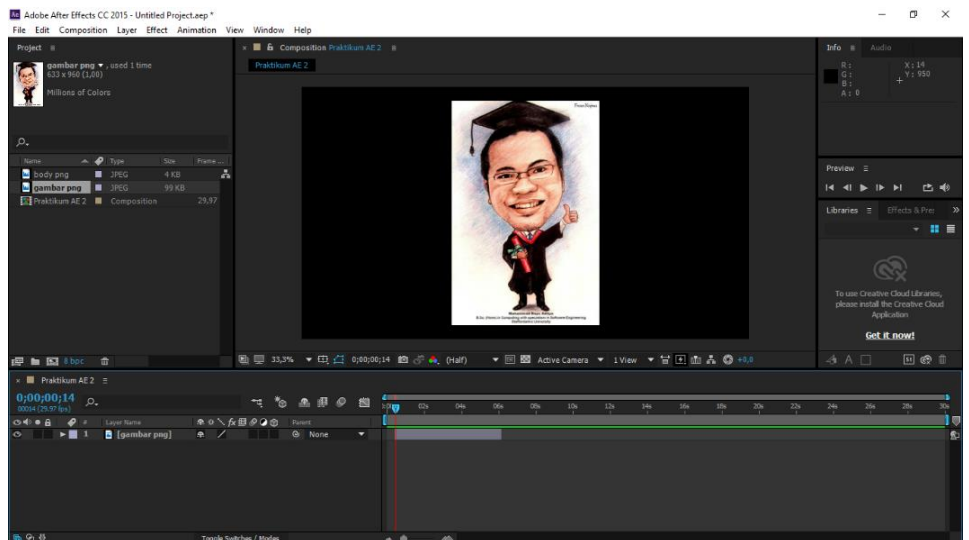 Adobe After Effects CC 2015 - Untitled Project.aep *
File Edit Composition Layer Effect Animation View Window Help
Project
gambar png ▼, used 1 time
633 x 960 (1,00)
Millions of Colors
Name Type Size Frame ...
body png JPEG 4 KB
gambar png JPEG 99 KB
Praktikum AE 2 Composition 29,97
8 bpc
Composition Praktikum AE 2
Praktikum AE 2
33,3% 0;00;00;14 (Half) Active Camera 1 View +0,0
Info Audio
R :
G :
B :
A : 0
X : 14
Y : 950
Preview
Libraries Effects & Pre
To use Creative Cloud Libraries,
please install the Creative Cloud
Application
Get it now!
Praktikum AE 2
0;00;00;14
00014 (29.97 fps)
02s 04s 06s 08s 10s 12s 14s 16s 18s 20s 22s 24s 26s 28s 30s
# Layer Name Parent
1 [gambar png] None
Toggle Switches / Modes